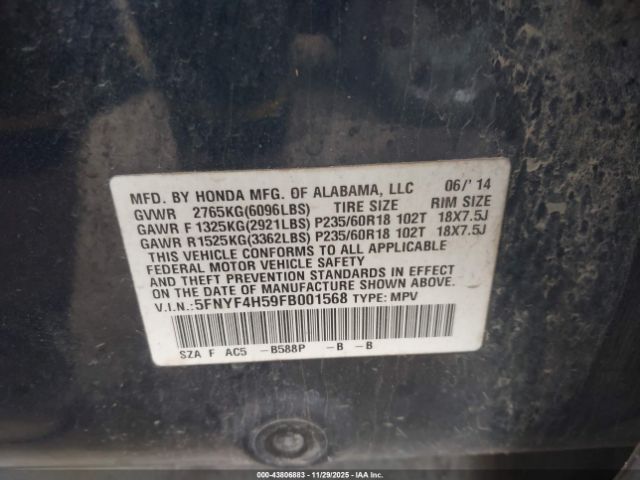 MFD. BY HONDA MFG. OF ALABAMA, LLC 06/'14
GVWR 2765KG(6096LBS) TIRE SIZE RIM SIZE
GAWR F 1325KG(2921LBS) P235/60R18 102T 18X7.5J
GAWR R1525KG(3362LBS) P235/60R18 102T 18X7.5J
THIS VEHICLE CONFORMS TO ALL APPLICABLE
FEDERAL MOTOR VEHICLE SAFETY
AND THEFT PREVENTION STANDARDS IN EFFECT
ON THE DATE OF MANUFACTURE SHOWN ABOVE.
V.I.N.:5FNYF4H59FB001568 TYPE: MPV
SZA F AC5 -B588P -B -B
000-43806883 - 11/29/2025 - IAA Inc.